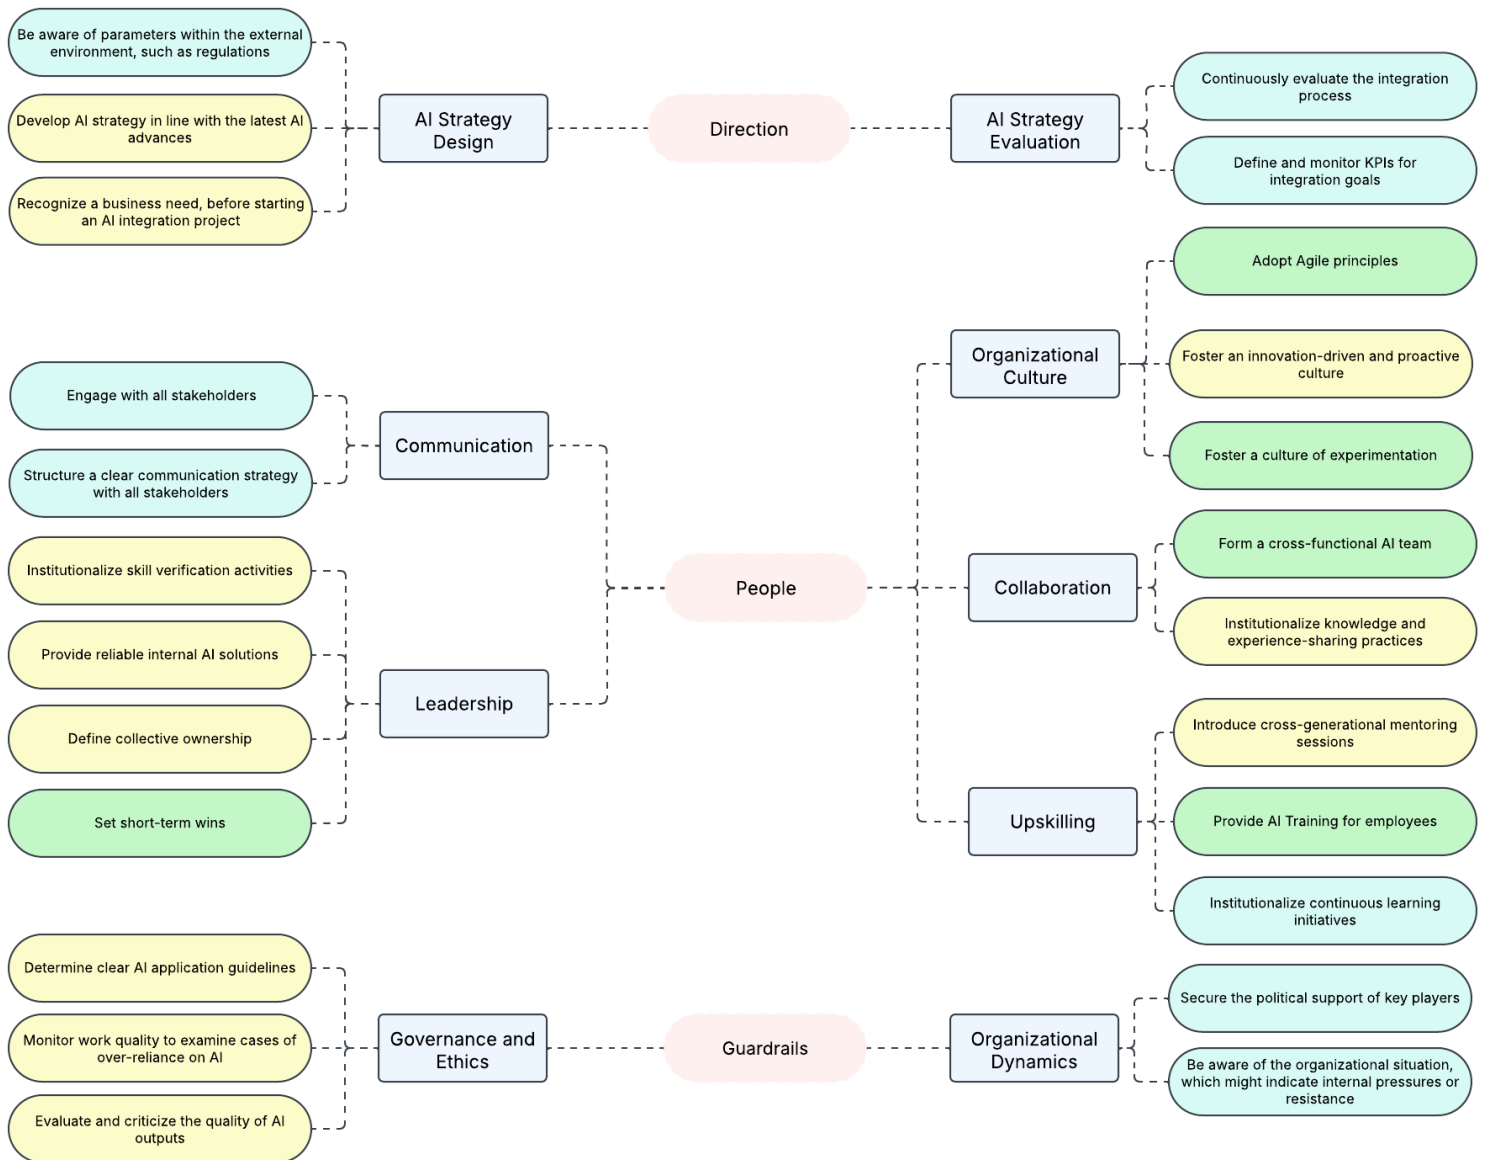 Be aware of parameters within the external
environment, such as regulations
Develop AI strategy in line with the latest AI
advances
Recognize a business need, before starting
an AI integration project
AI Strategy
Design
Direction
AI Strategy
Evaluation
Continuously evaluate the integration
process
Define and monitor KPIs for
integration goals
Engage with all stakeholders
Structure a clear communication strategy
with all stakeholders
Communication
Institutionalize skill verification activities
Provide reliable internal AI solutions
Define collective ownership
Set short-term wins
Leadership
People
Organizational
Culture
Adopt Agile principles
Foster an innovation-driven and proactive
culture
Foster a culture of experimentation
Collaboration
Form a cross-functional AI team
Institutionalize knowledge and
experience-sharing practices
Upskilling
Introduce cross-generational mentoring
sessions
Provide AI Training for employees
Institutionalize continuous learning
initiatives
Determine clear AI application guidelines
Monitor work quality to examine cases of
over-reliance on AI
Evaluate and criticize the quality of AI
outputs
Governance and
Ethics
Guardrails
Organizational
Dynamics
Secure the political support of key players
Be aware of the organizational situation,
which might indicate internal pressures or
resistance